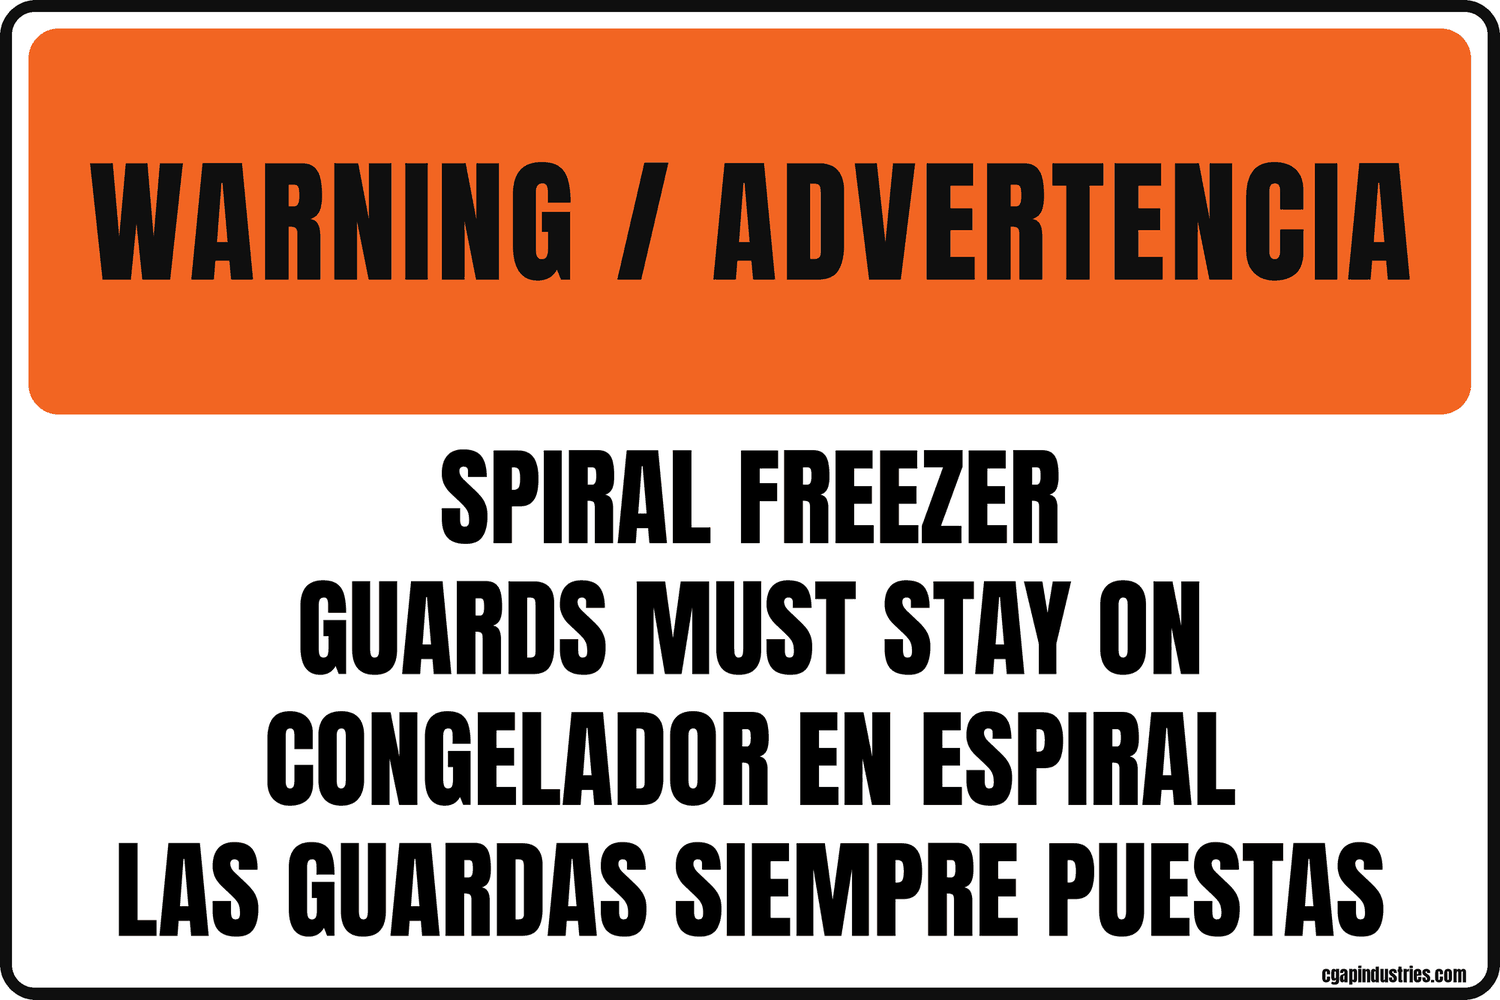 WARNING / ADVERTENCIA
SPIRAL FREEZER
GUARDS MUST STAY ON
CONGELADOR EN ESPIRAL
LAS GUARDAS SIEMPRE PUESTAS
cgapindustries.com